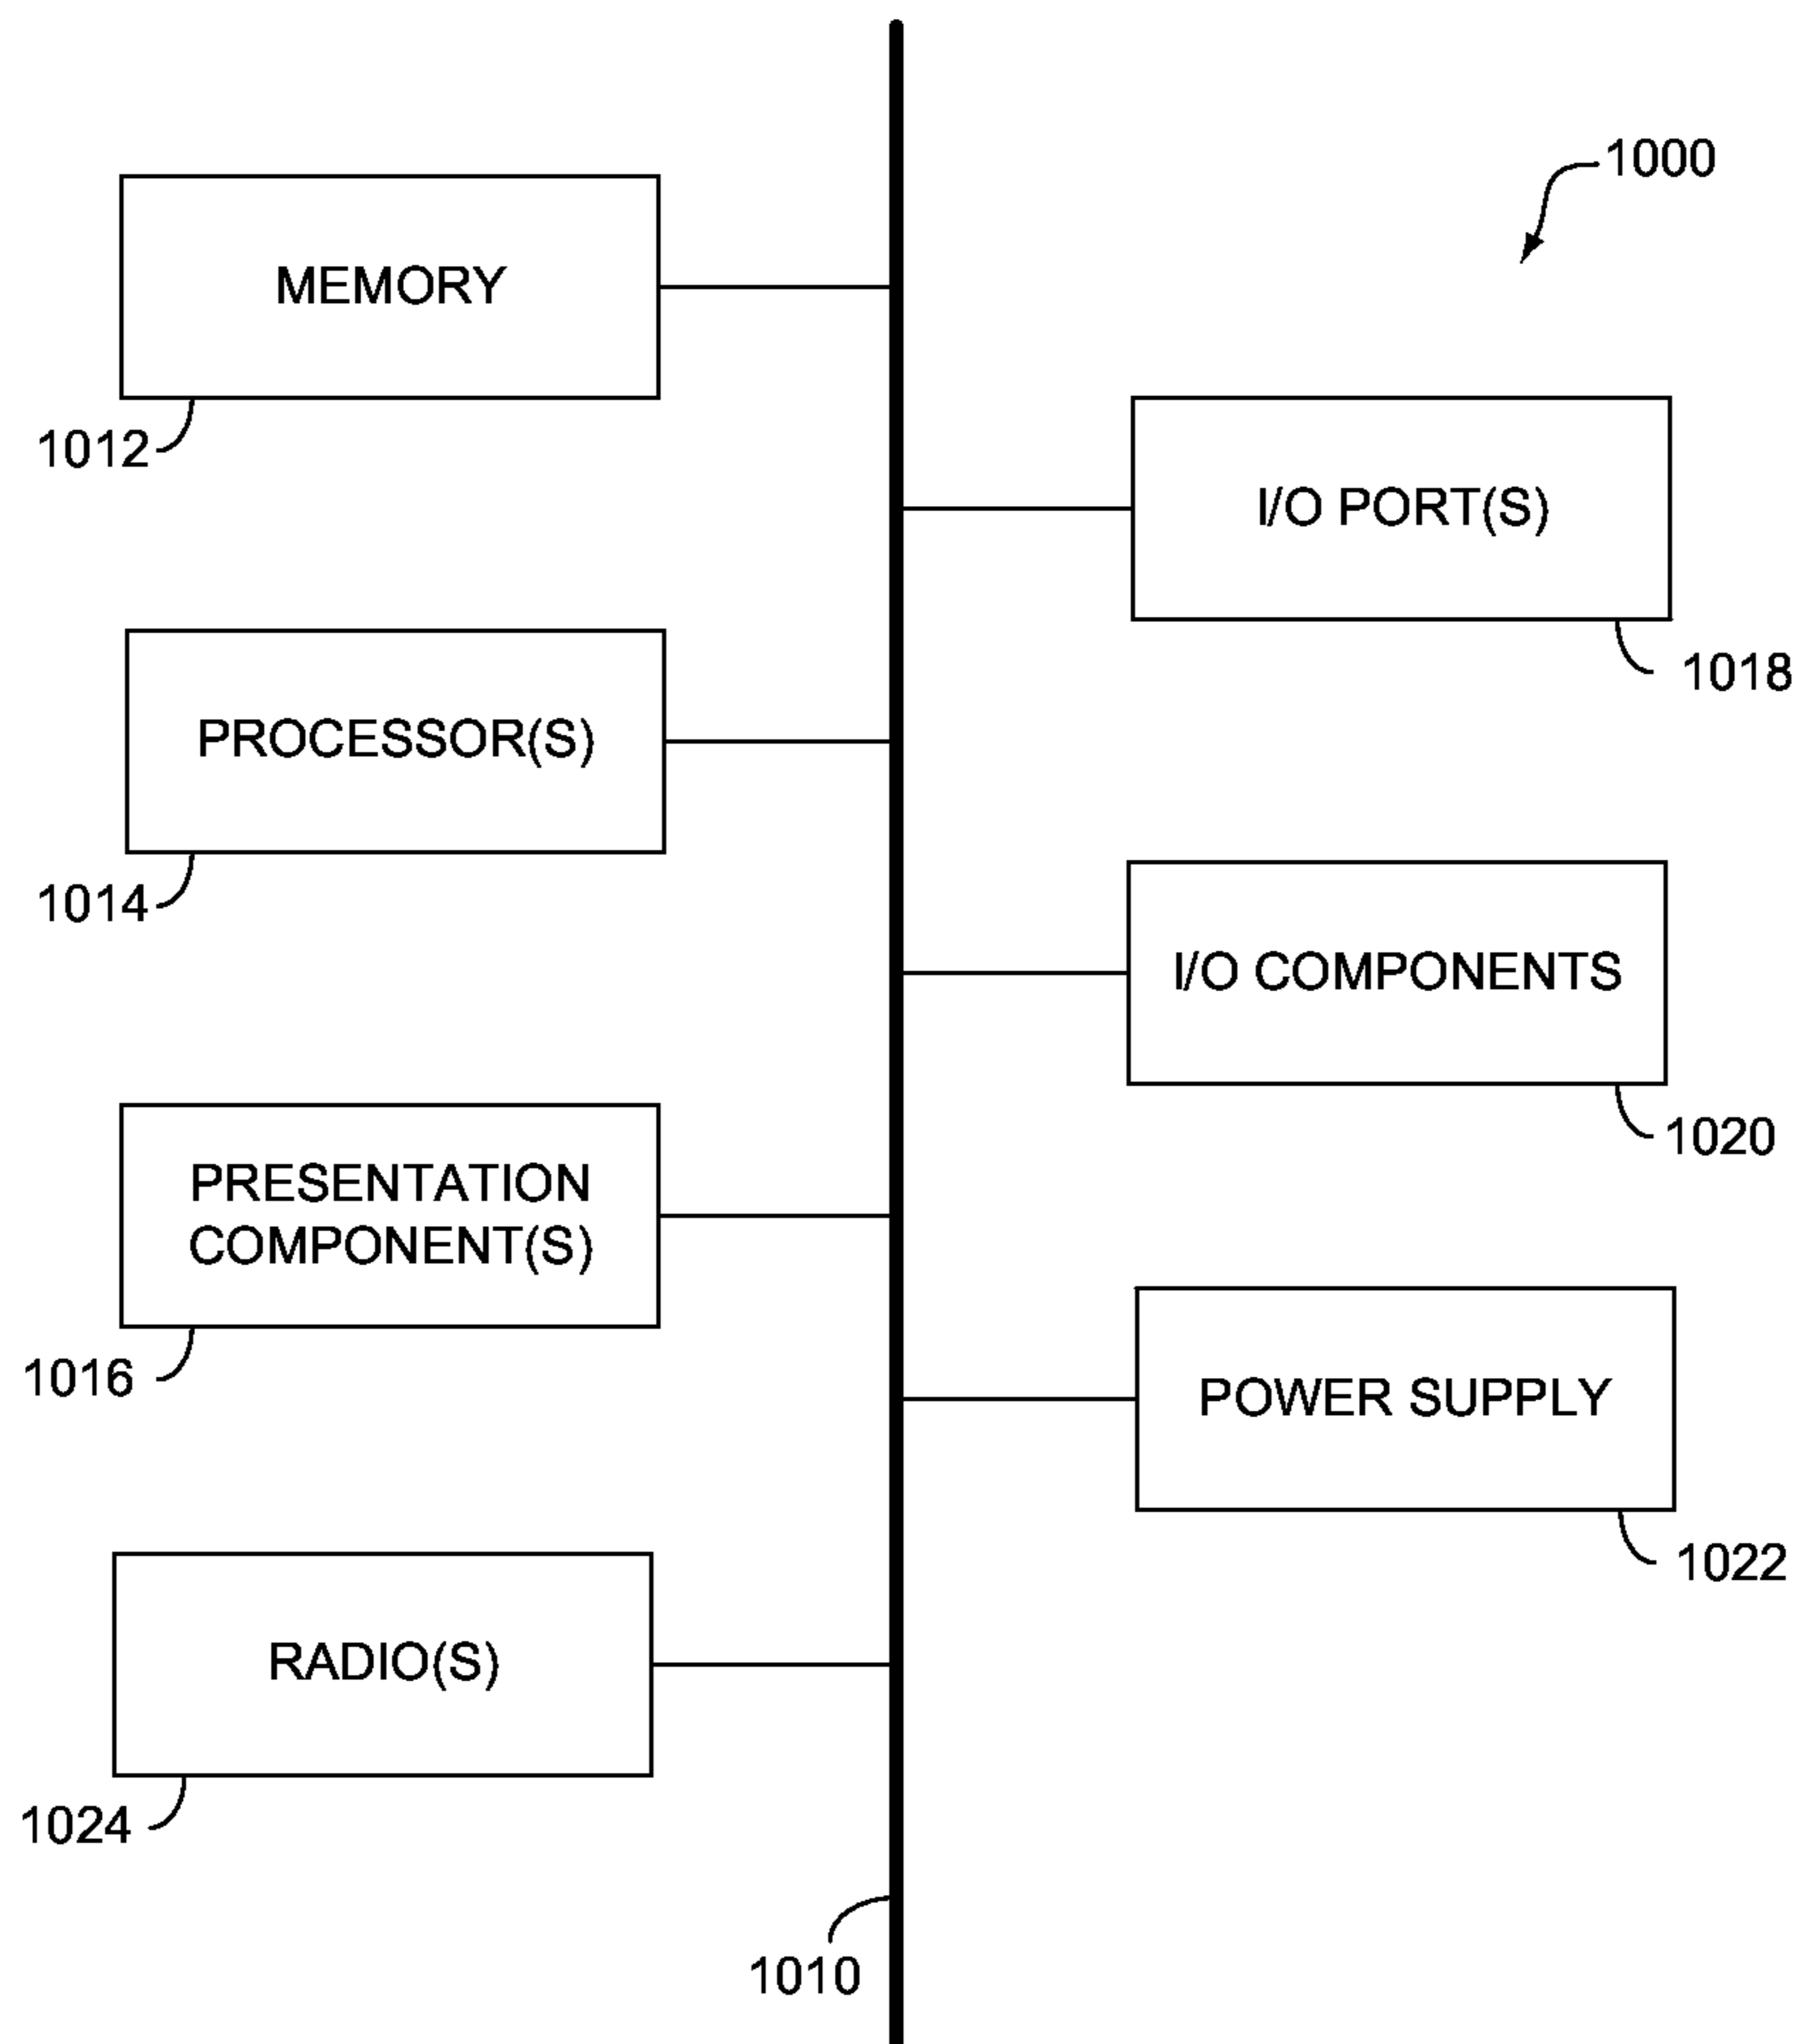 1000
MEMORY
1012
I/O PORT(S)
1018
PROCESSOR(S)
1014
I/O COMPONENTS
1020
PRESENTATION
COMPONENT(S)
1016
POWER SUPPLY
1022
RADIO(S)
1024
1010